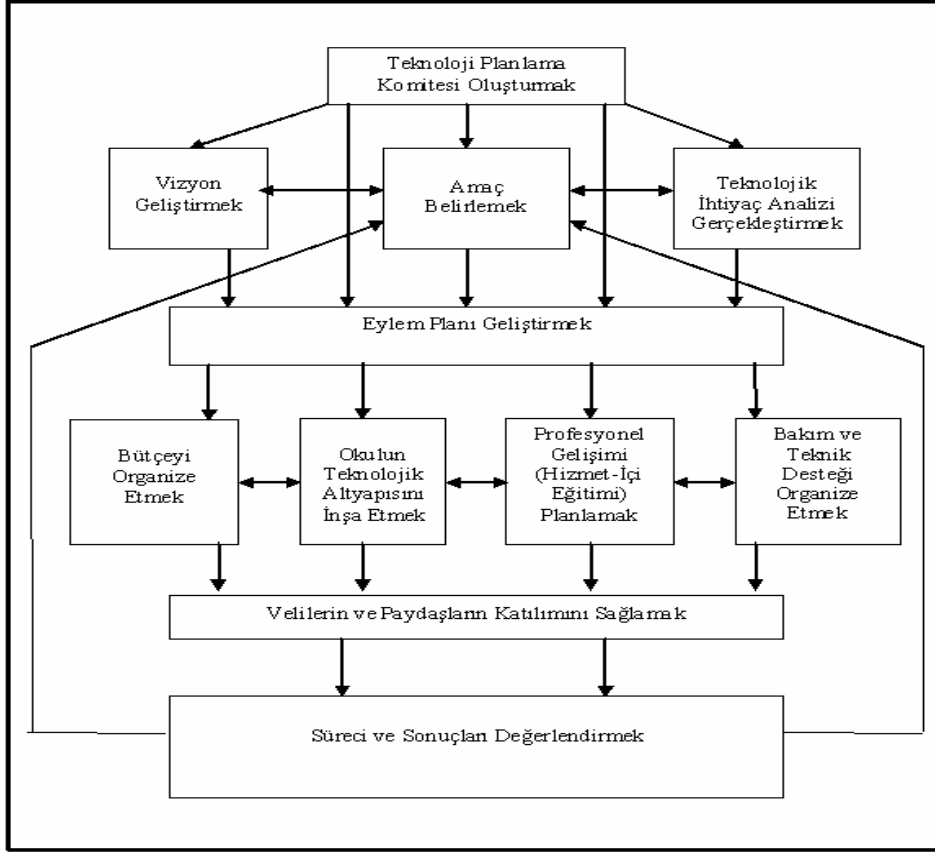 Teknoloji Planlama
Komitesi Oluşturmak
Vizyon
Geliştirmek
Amaç
Belirlemek
Teknolojik
İhtiyaç Analizi
Gerçekleştirmek
Eylem Planı Geliştirmek
Bütçeyi
Organize
Etmek
Okulun
Teknolojik
Altyapısını
İnşa Etmek
Profesyonel
Gelişimi
(Hizmet-İçi
Eğitimi)
Planlamak
Bakım ve
Teknik
Desteği
Organize
Etmek
Velilerin ve Paydaşların Katılımını Sağlamak
Süreci ve Sonuçları Değerlendirmek